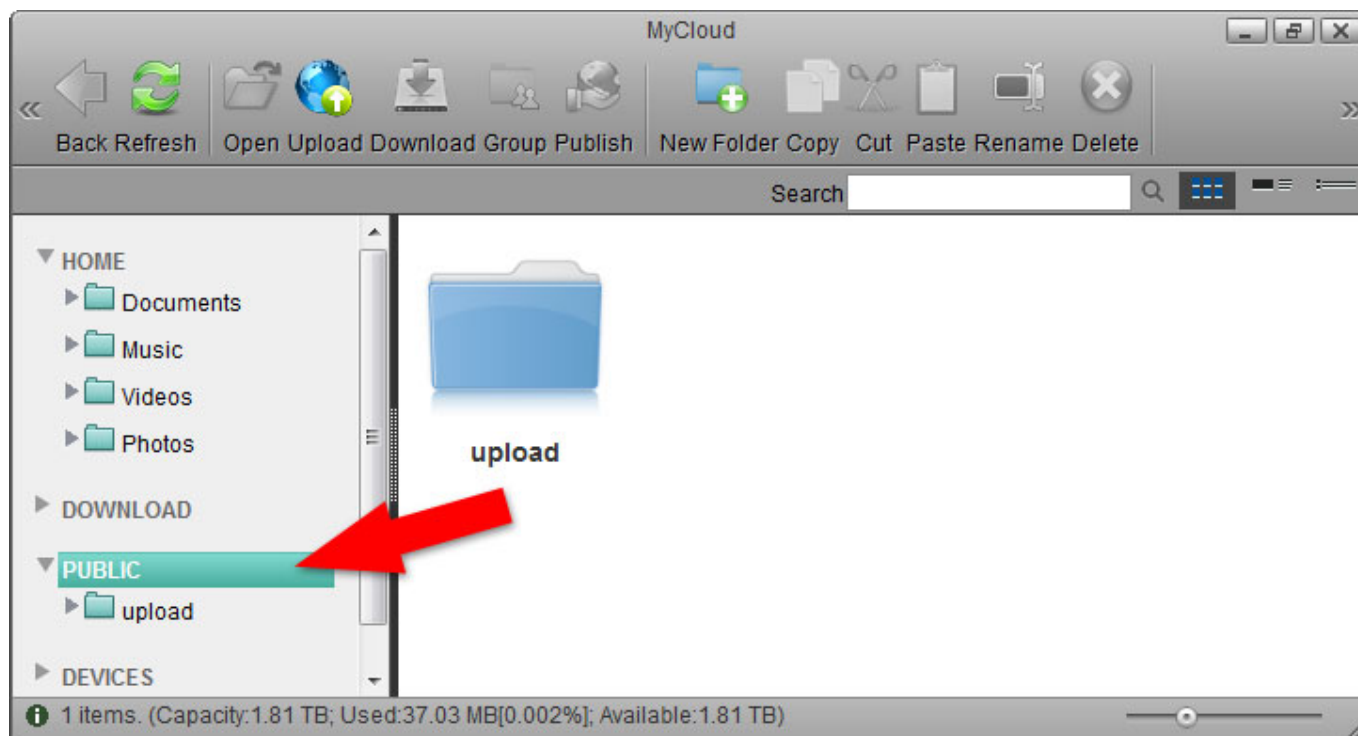 MyCloud
Back Refresh Open Upload Download Group Publish New Folder Copy Cut Paste Rename Delete
Search
HOME
Documents
Music
Videos
Photos
DOWNLOAD
PUBLIC
upload
DEVICES
upload
1 items. (Capacity:1.81 TB; Used:37.03 MB[0.002%]; Available:1.81 TB)